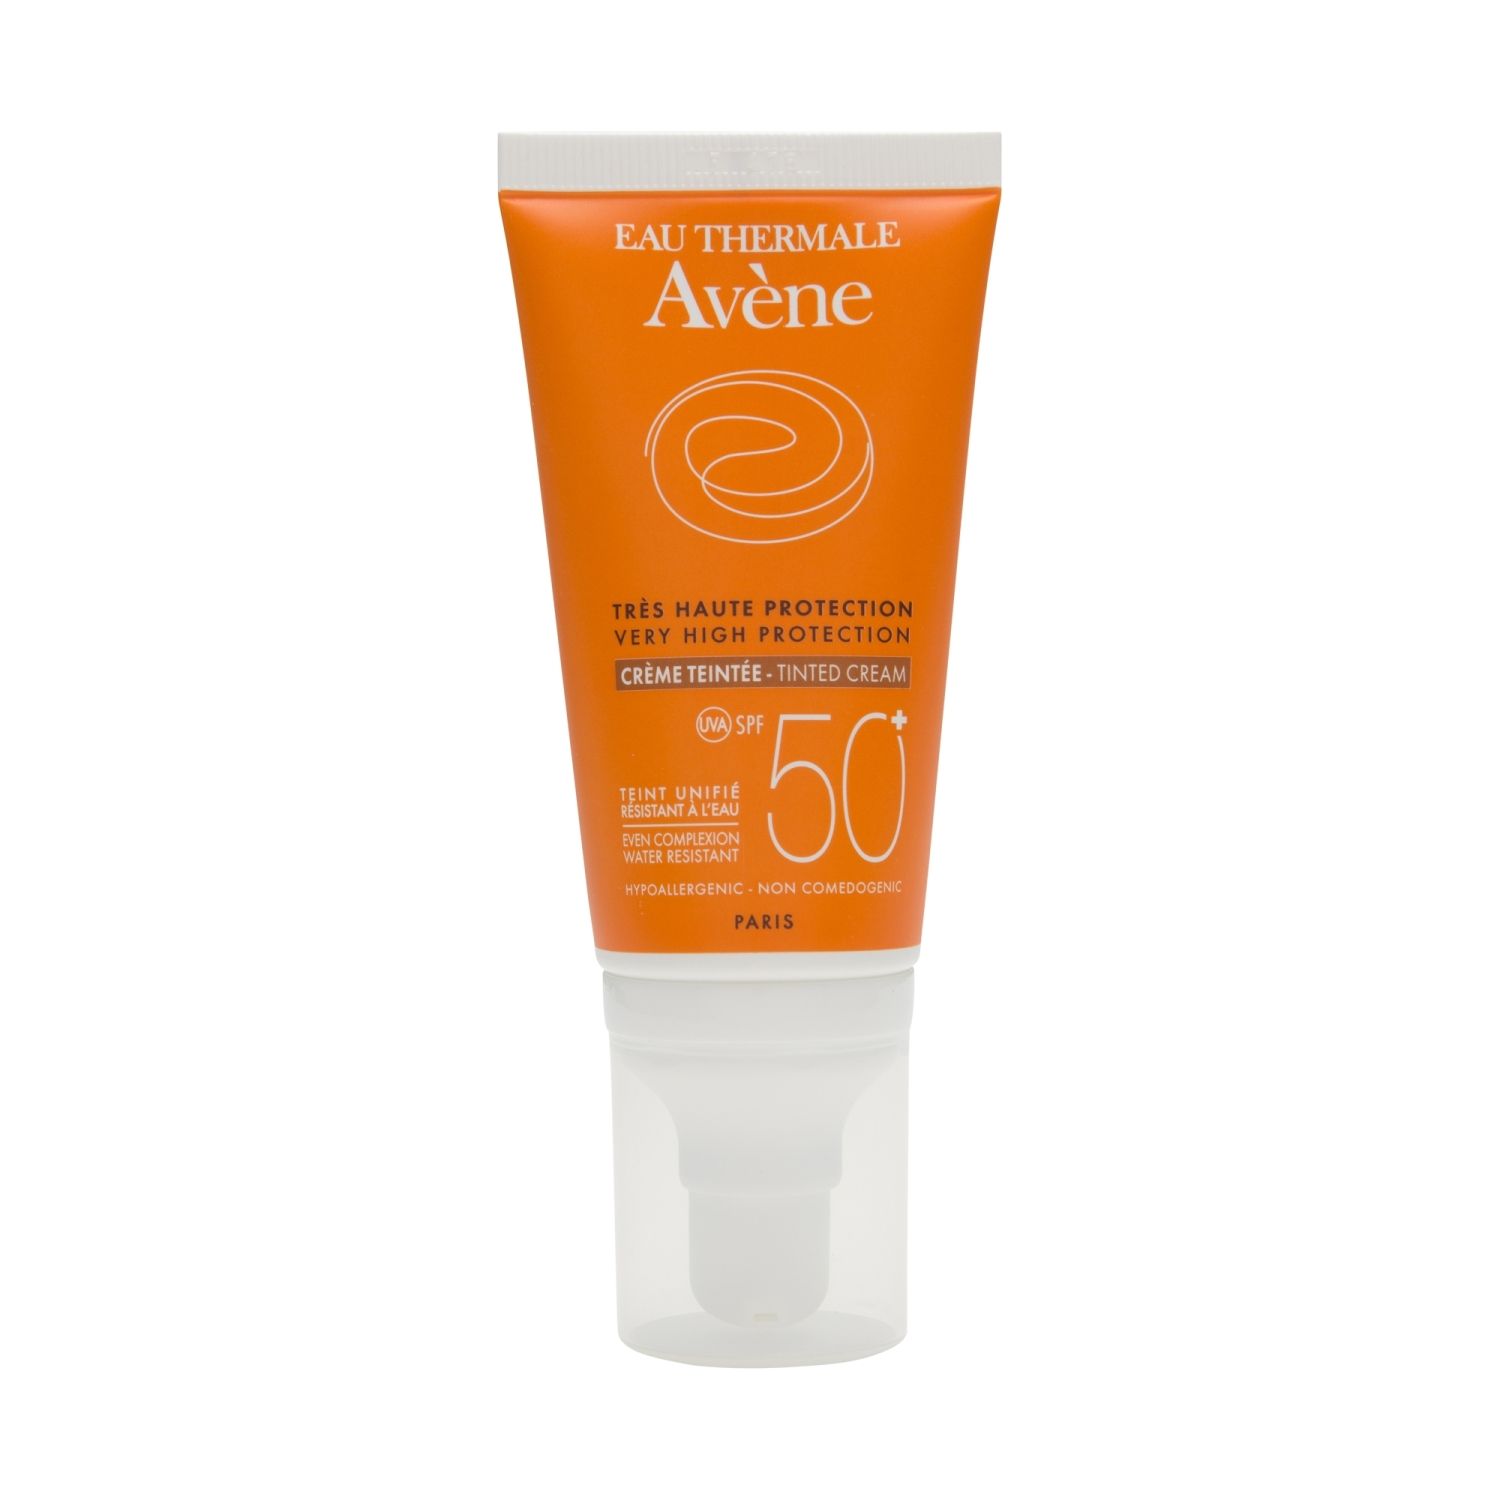 EAU THERMALE
Avène
TRÈS HAUTE PROTECTION
VERY HIGH PROTECTION
CRÈME TEINTÉE - TINTED CREAM
UVA SPF 50+
TEINT UNIFIÉ
RÉSISTANT À L'EAU
EVEN COMPLEXION
WATER RESISTANT
HYPOALLERGENIC - NON COMEDOGENIC
PARIS